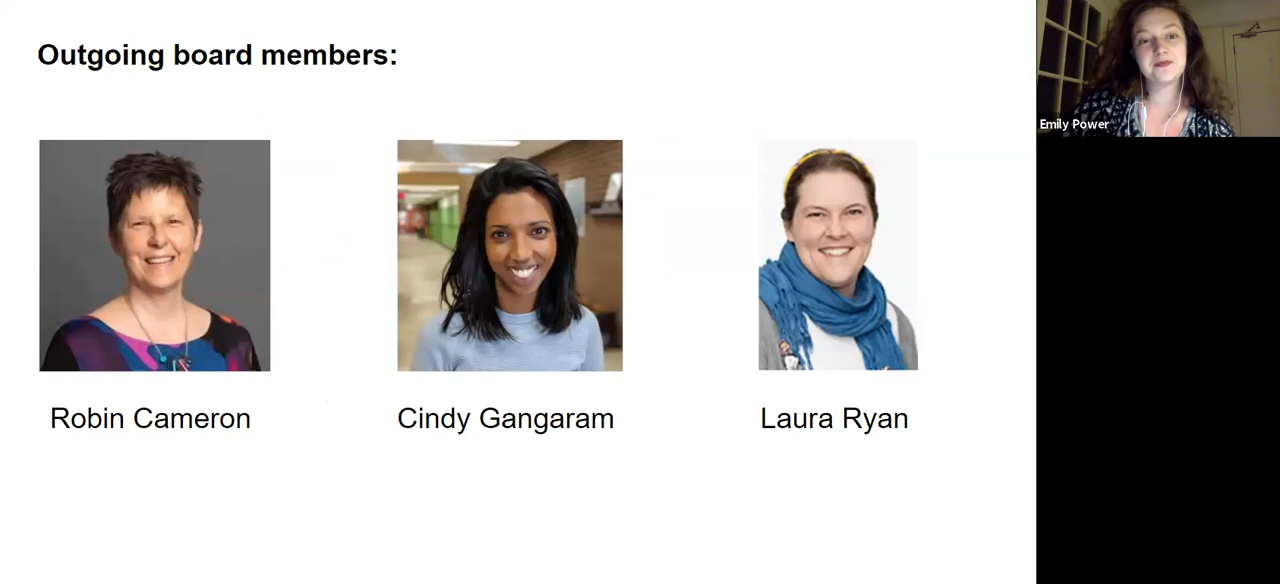 Outgoing board members:
Emily Power
Robin Cameron
Cindy Gangaram
Laura Ryan